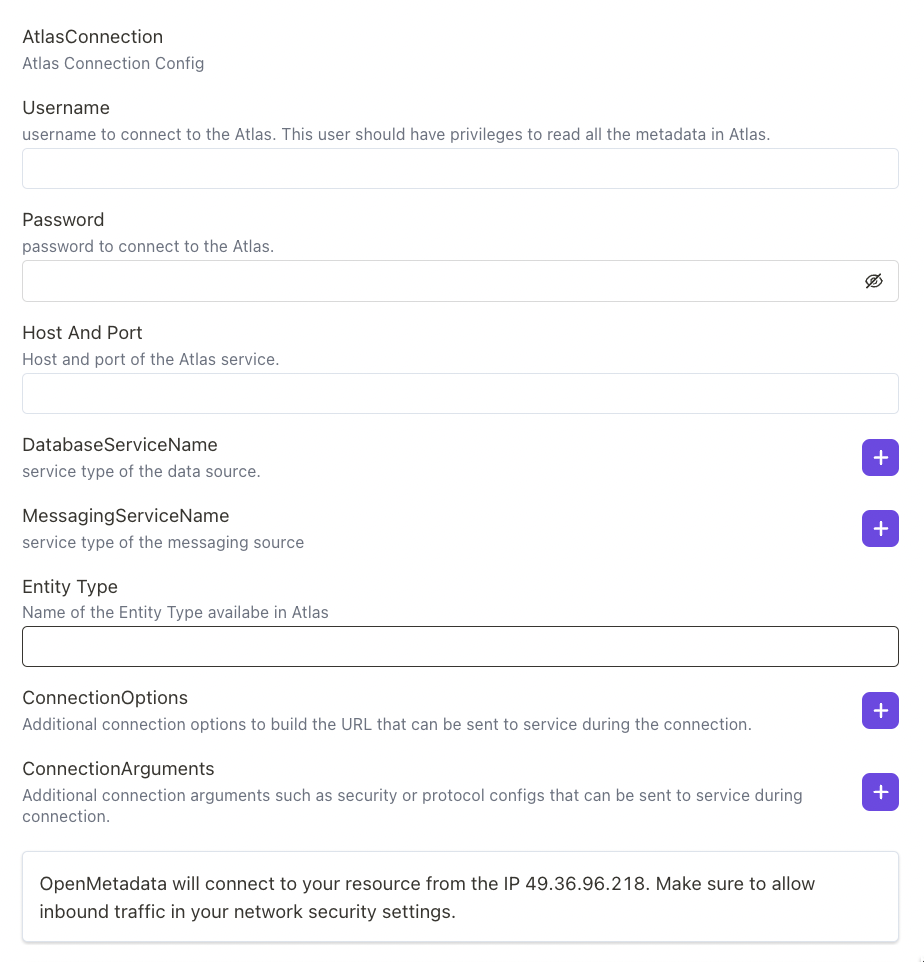 AtlasConnection
Atlas Connection Config
Username
username to connect to the Atlas. This user should have privileges to read all the metadata in Atlas.
Password
password to connect to the Atlas.
Host And Port
Host and port of the Atlas service.
DatabaseServiceName
service type of the data source.
MessagingServiceName
service type of the messaging source
Entity Type
Name of the Entity Type availabe in Atlas
ConnectionOptions
Additional connection options to build the URL that can be sent to service during the connection.
ConnectionArguments
Additional connection arguments such as security or protocol configs that can be sent to service during
connection.
OpenMetadata will connect to your resource from the IP 49.36.96.218. Make sure to allow
inbound traffic in your network security settings.